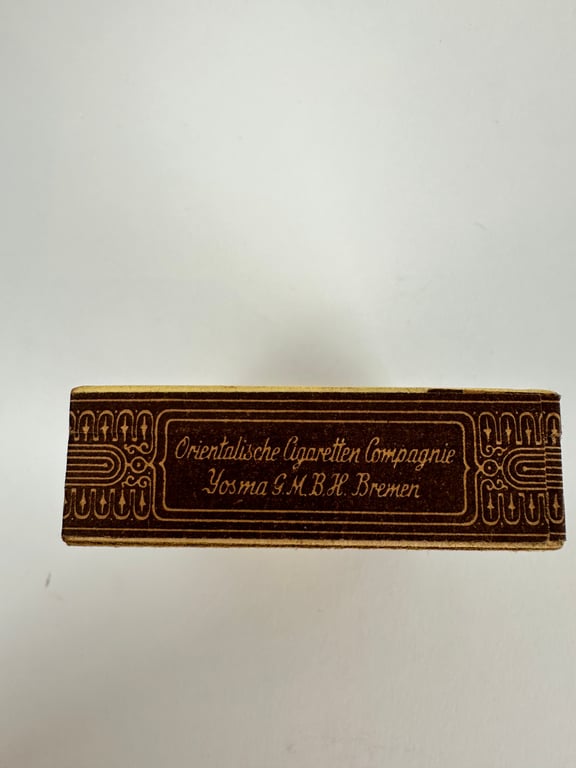 Orientalische Cigaretten Compagnie
Yosma G.M.B.H. Bremen